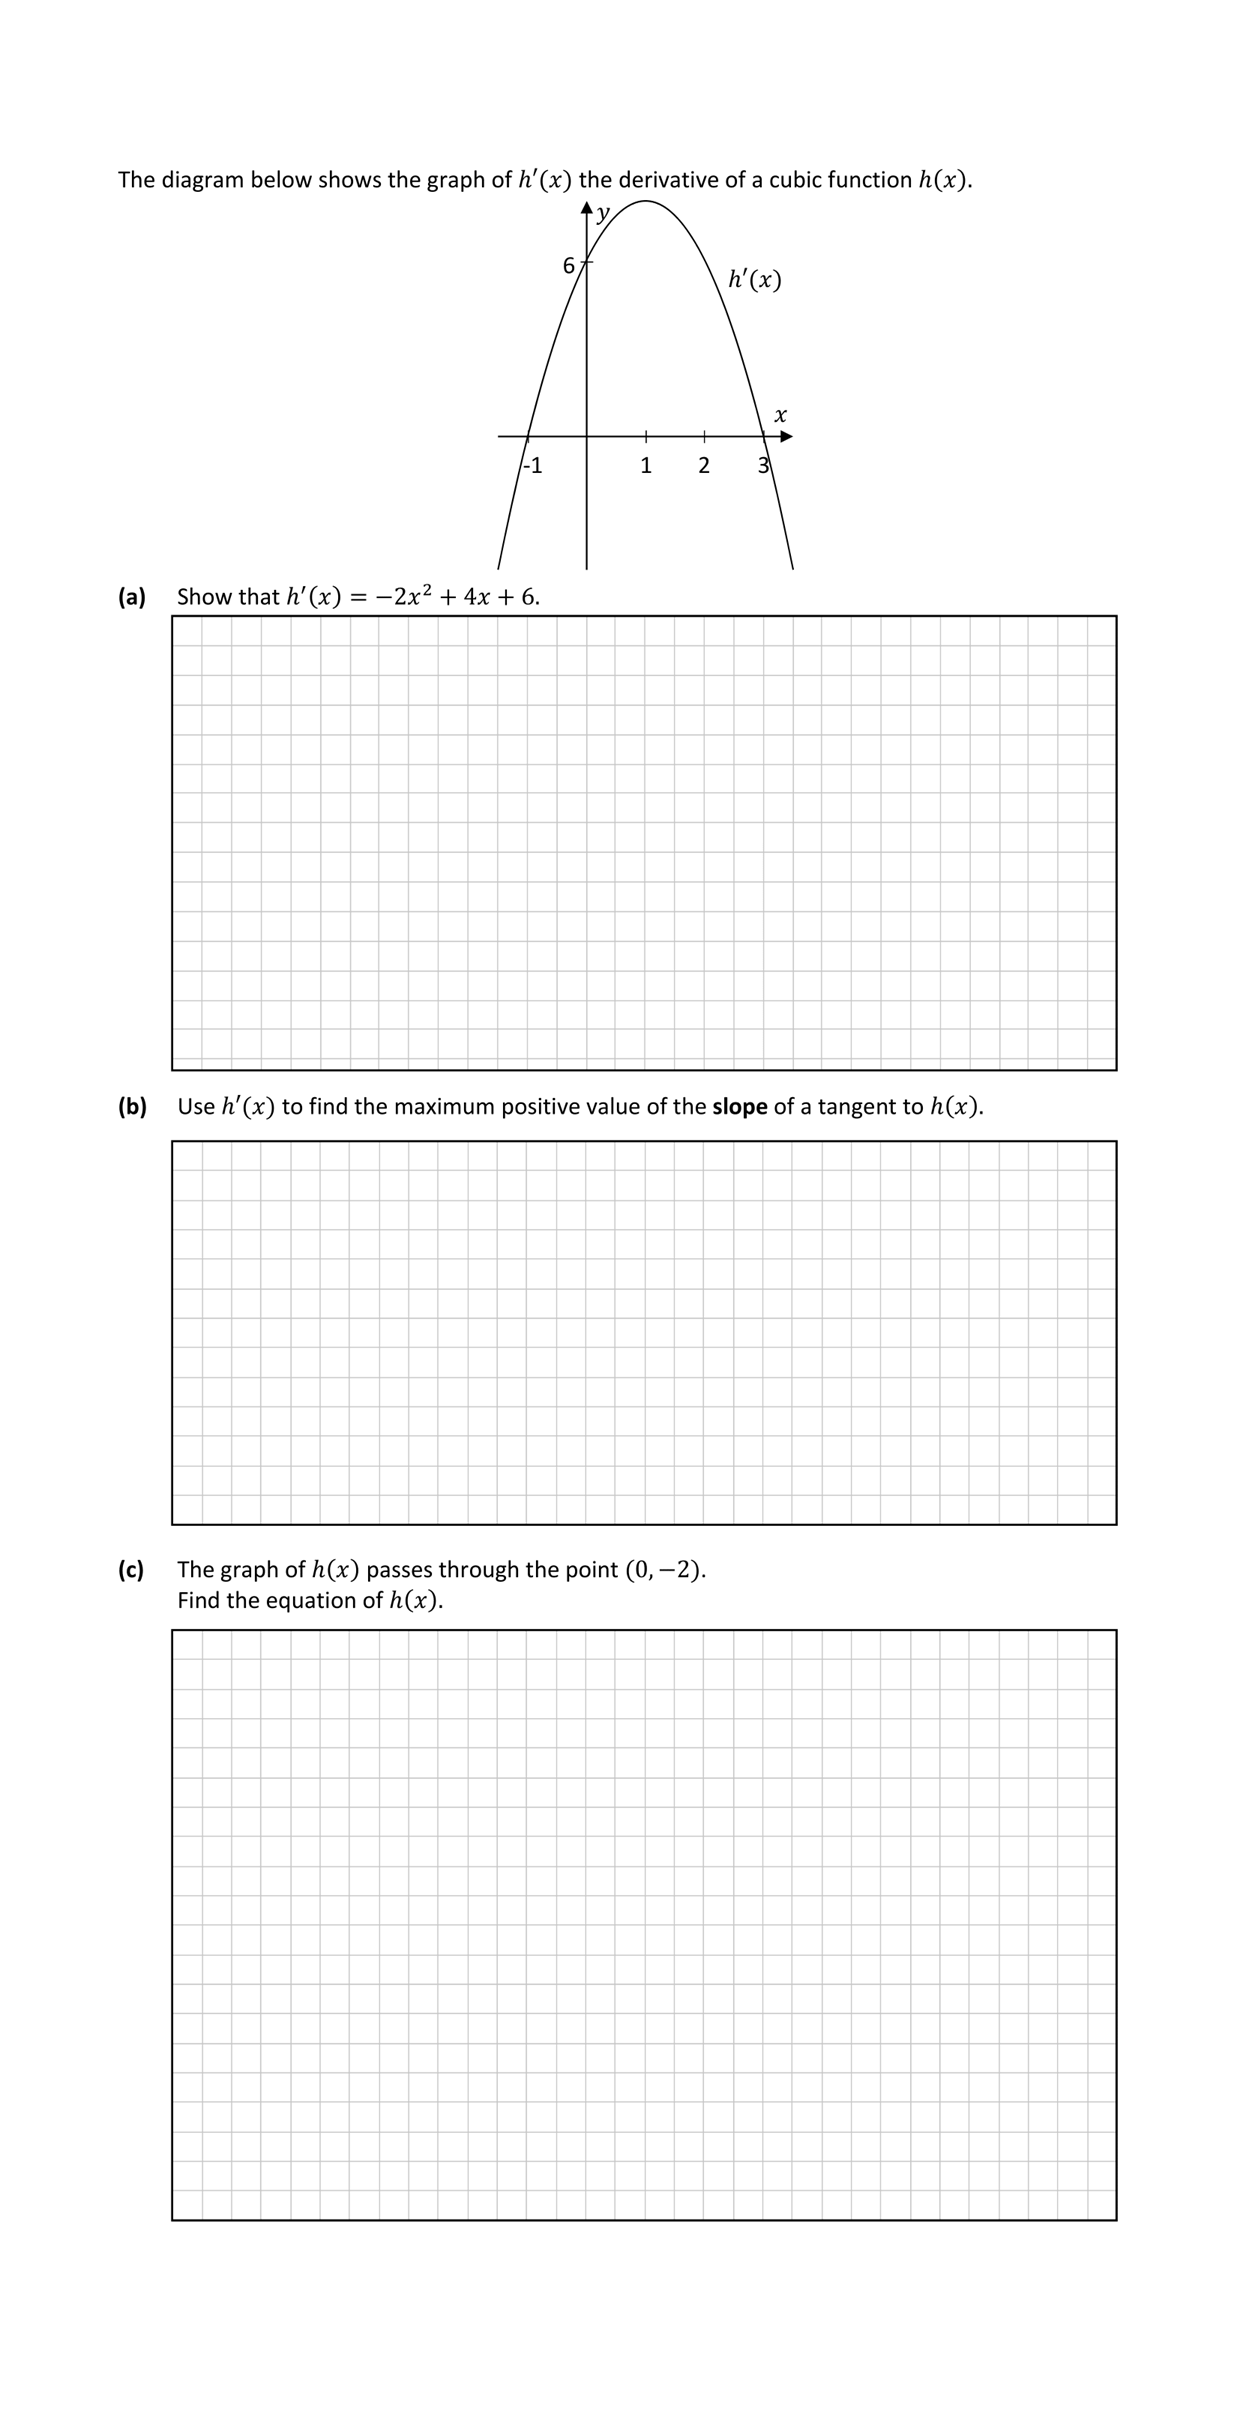 The diagram below shows the graph of ℎ′(𝑥) the derivative of a cubic function ℎ(𝑥).
y
6
ℎ′(𝑥)
𝑥
-1 1 2 3
(a) Show that ℎ′(𝑥) = −2𝑥² + 4𝑥 + 6.
(b) Use ℎ′(𝑥) to find the maximum positive value of the slope of a tangent to ℎ(𝑥).
(c) The graph of ℎ(𝑥) passes through the point (0, −2).
Find the equation of ℎ(𝑥).